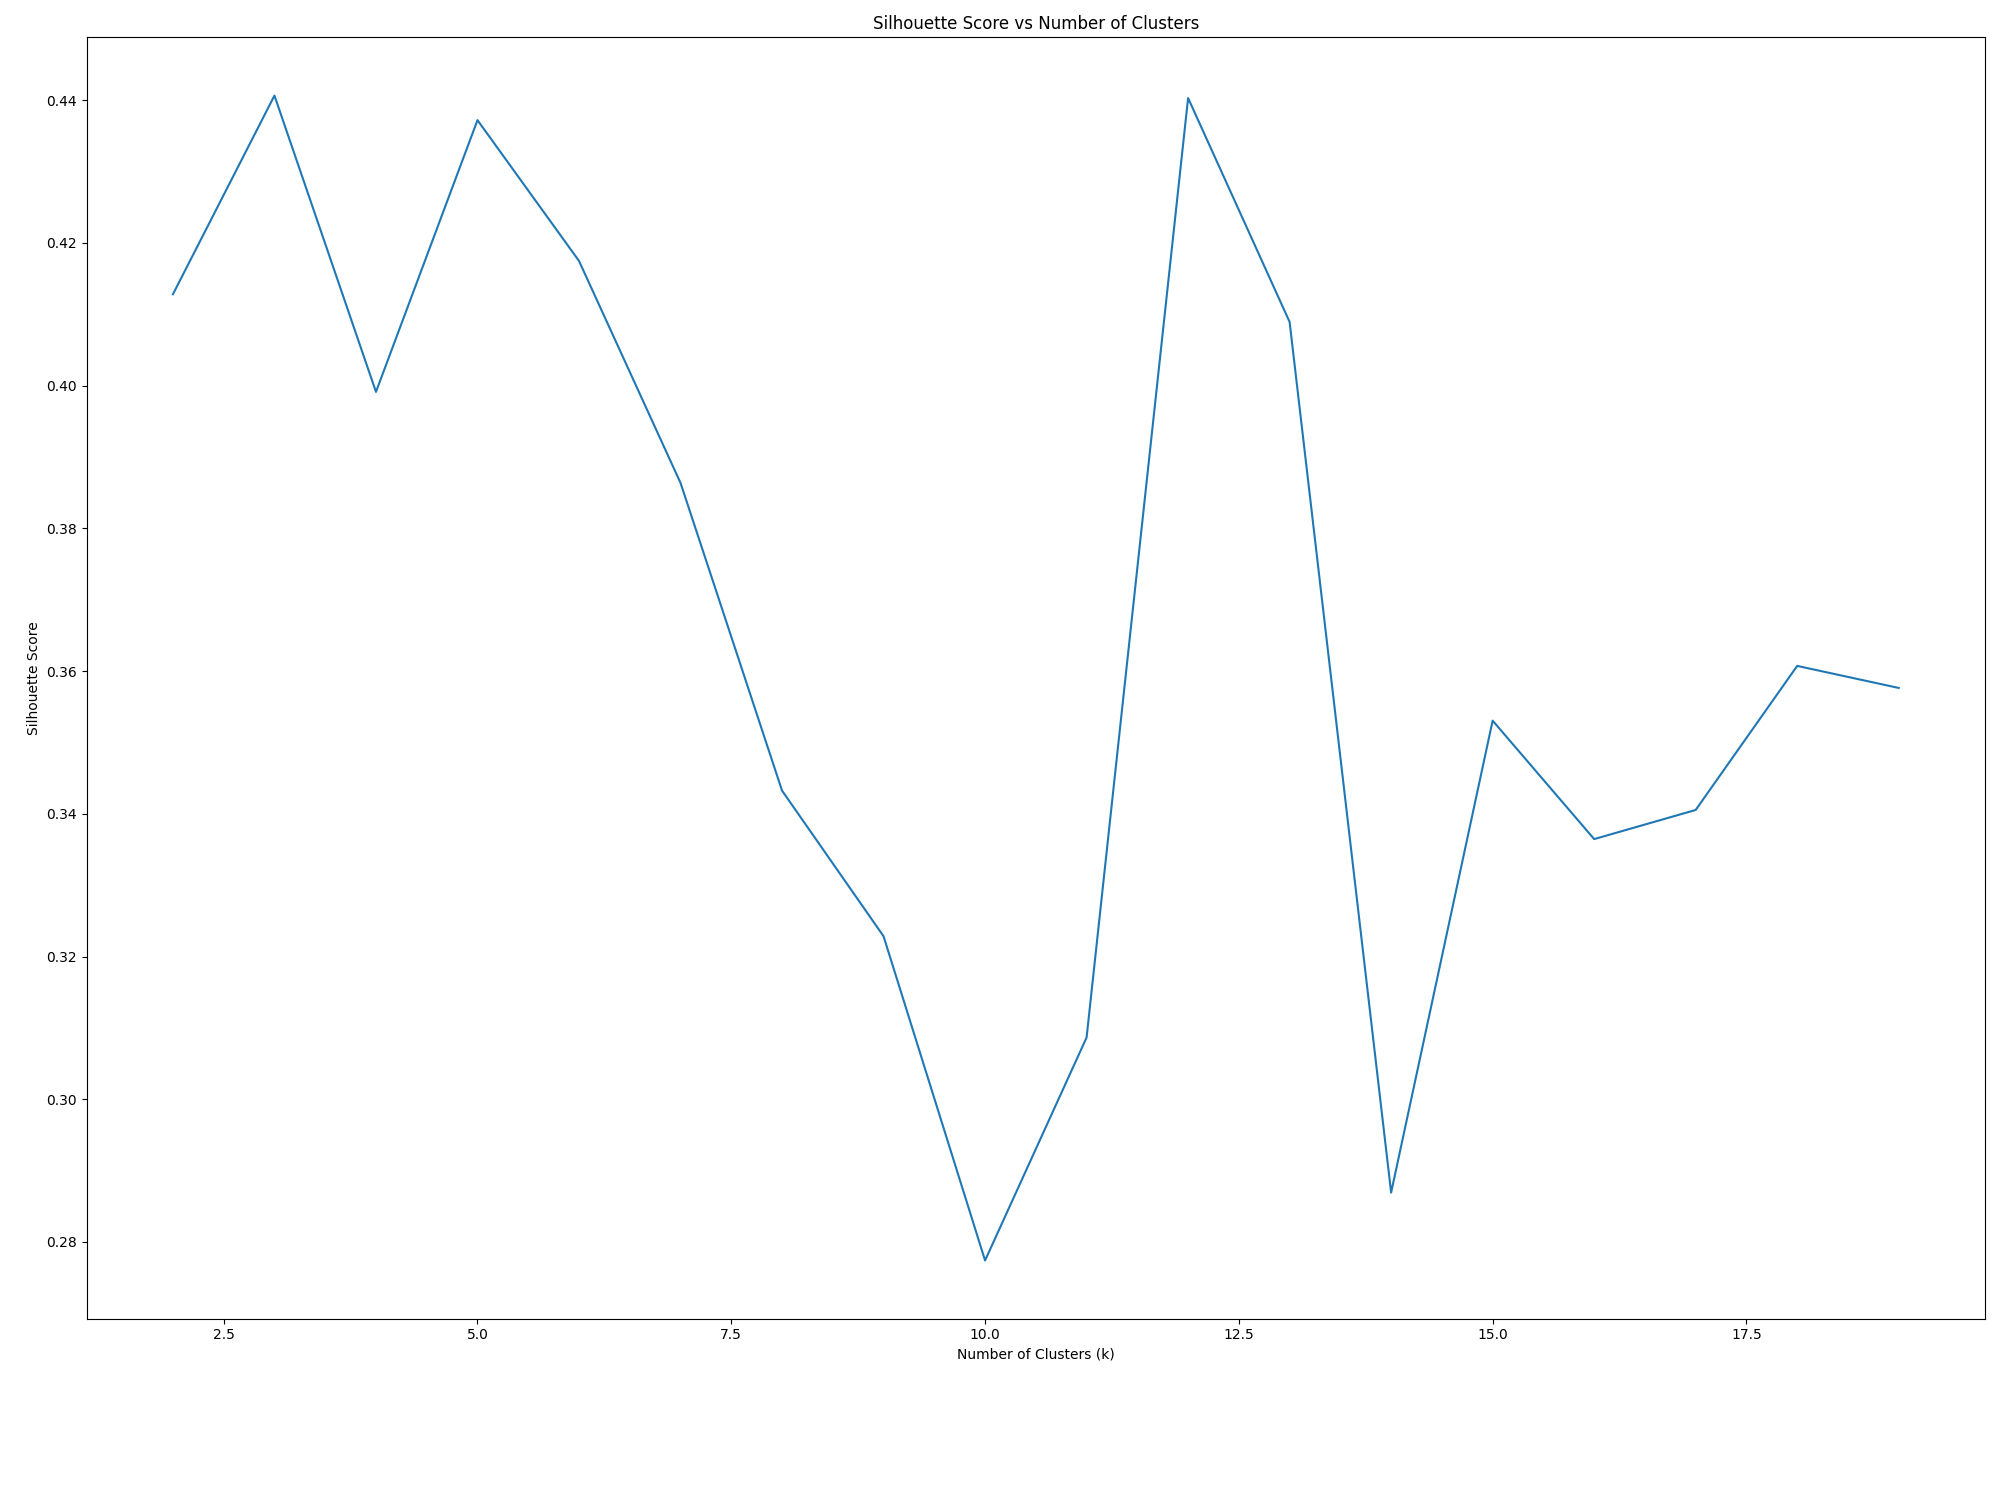 Silhouette Score vs Number of Clusters
0.44
0.42
0.40
0.38
0.36
0.34
0.32
0.30
0.28
Silhouette Score
2.5 5.0 7.5 10.0 12.5 15.0 17.5
Number of Clusters (k)